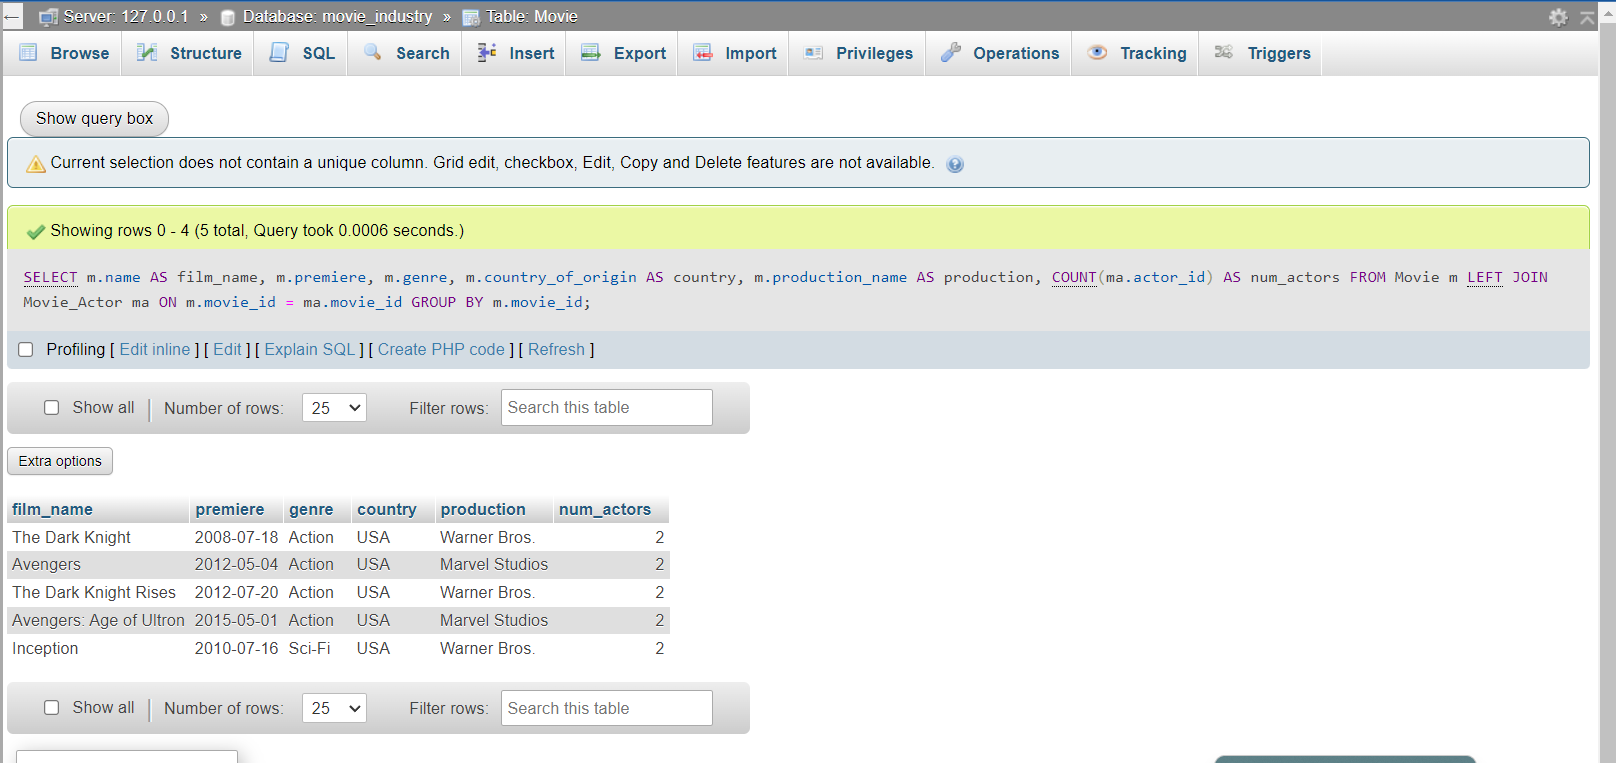 Server: 127.0.0.1 » Database: movie_industry » Table: Movie
Browse Structure SQL Search Insert Export Import Privileges Operations Tracking Triggers
Show query box
Current selection does not contain a unique column. Grid edit, checkbox, Edit, Copy and Delete features are not available.
Showing rows 0 - 4 (5 total, Query took 0.0006 seconds.)
SELECT m.name AS film_name, m.premiere, m.genre, m.country_of_origin AS country, m.production_name AS production, COUNT(ma.actor_id) AS num_actors FROM Movie m LEFT JOIN
Movie_Actor ma ON m.movie_id = ma.movie_id GROUP BY m.movie_id;
Profiling [ Edit inline ] [ Edit ] [ Explain SQL ] [ Create PHP code ] [ Refresh ]
Show all | Number of rows: 25 Filter rows: Search this table
Extra options
film_name premiere genre country production num_actors
The Dark Knight 2008-07-18 Action USA Warner Bros. 2
Avengers 2012-05-04 Action USA Marvel Studios 2
The Dark Knight Rises 2012-07-20 Action USA Warner Bros. 2
Avengers: Age of Ultron 2015-05-01 Action USA Marvel Studios 2
Inception 2010-07-16 Sci-Fi USA Warner Bros. 2
Show all | Number of rows: 25 Filter rows: Search this table